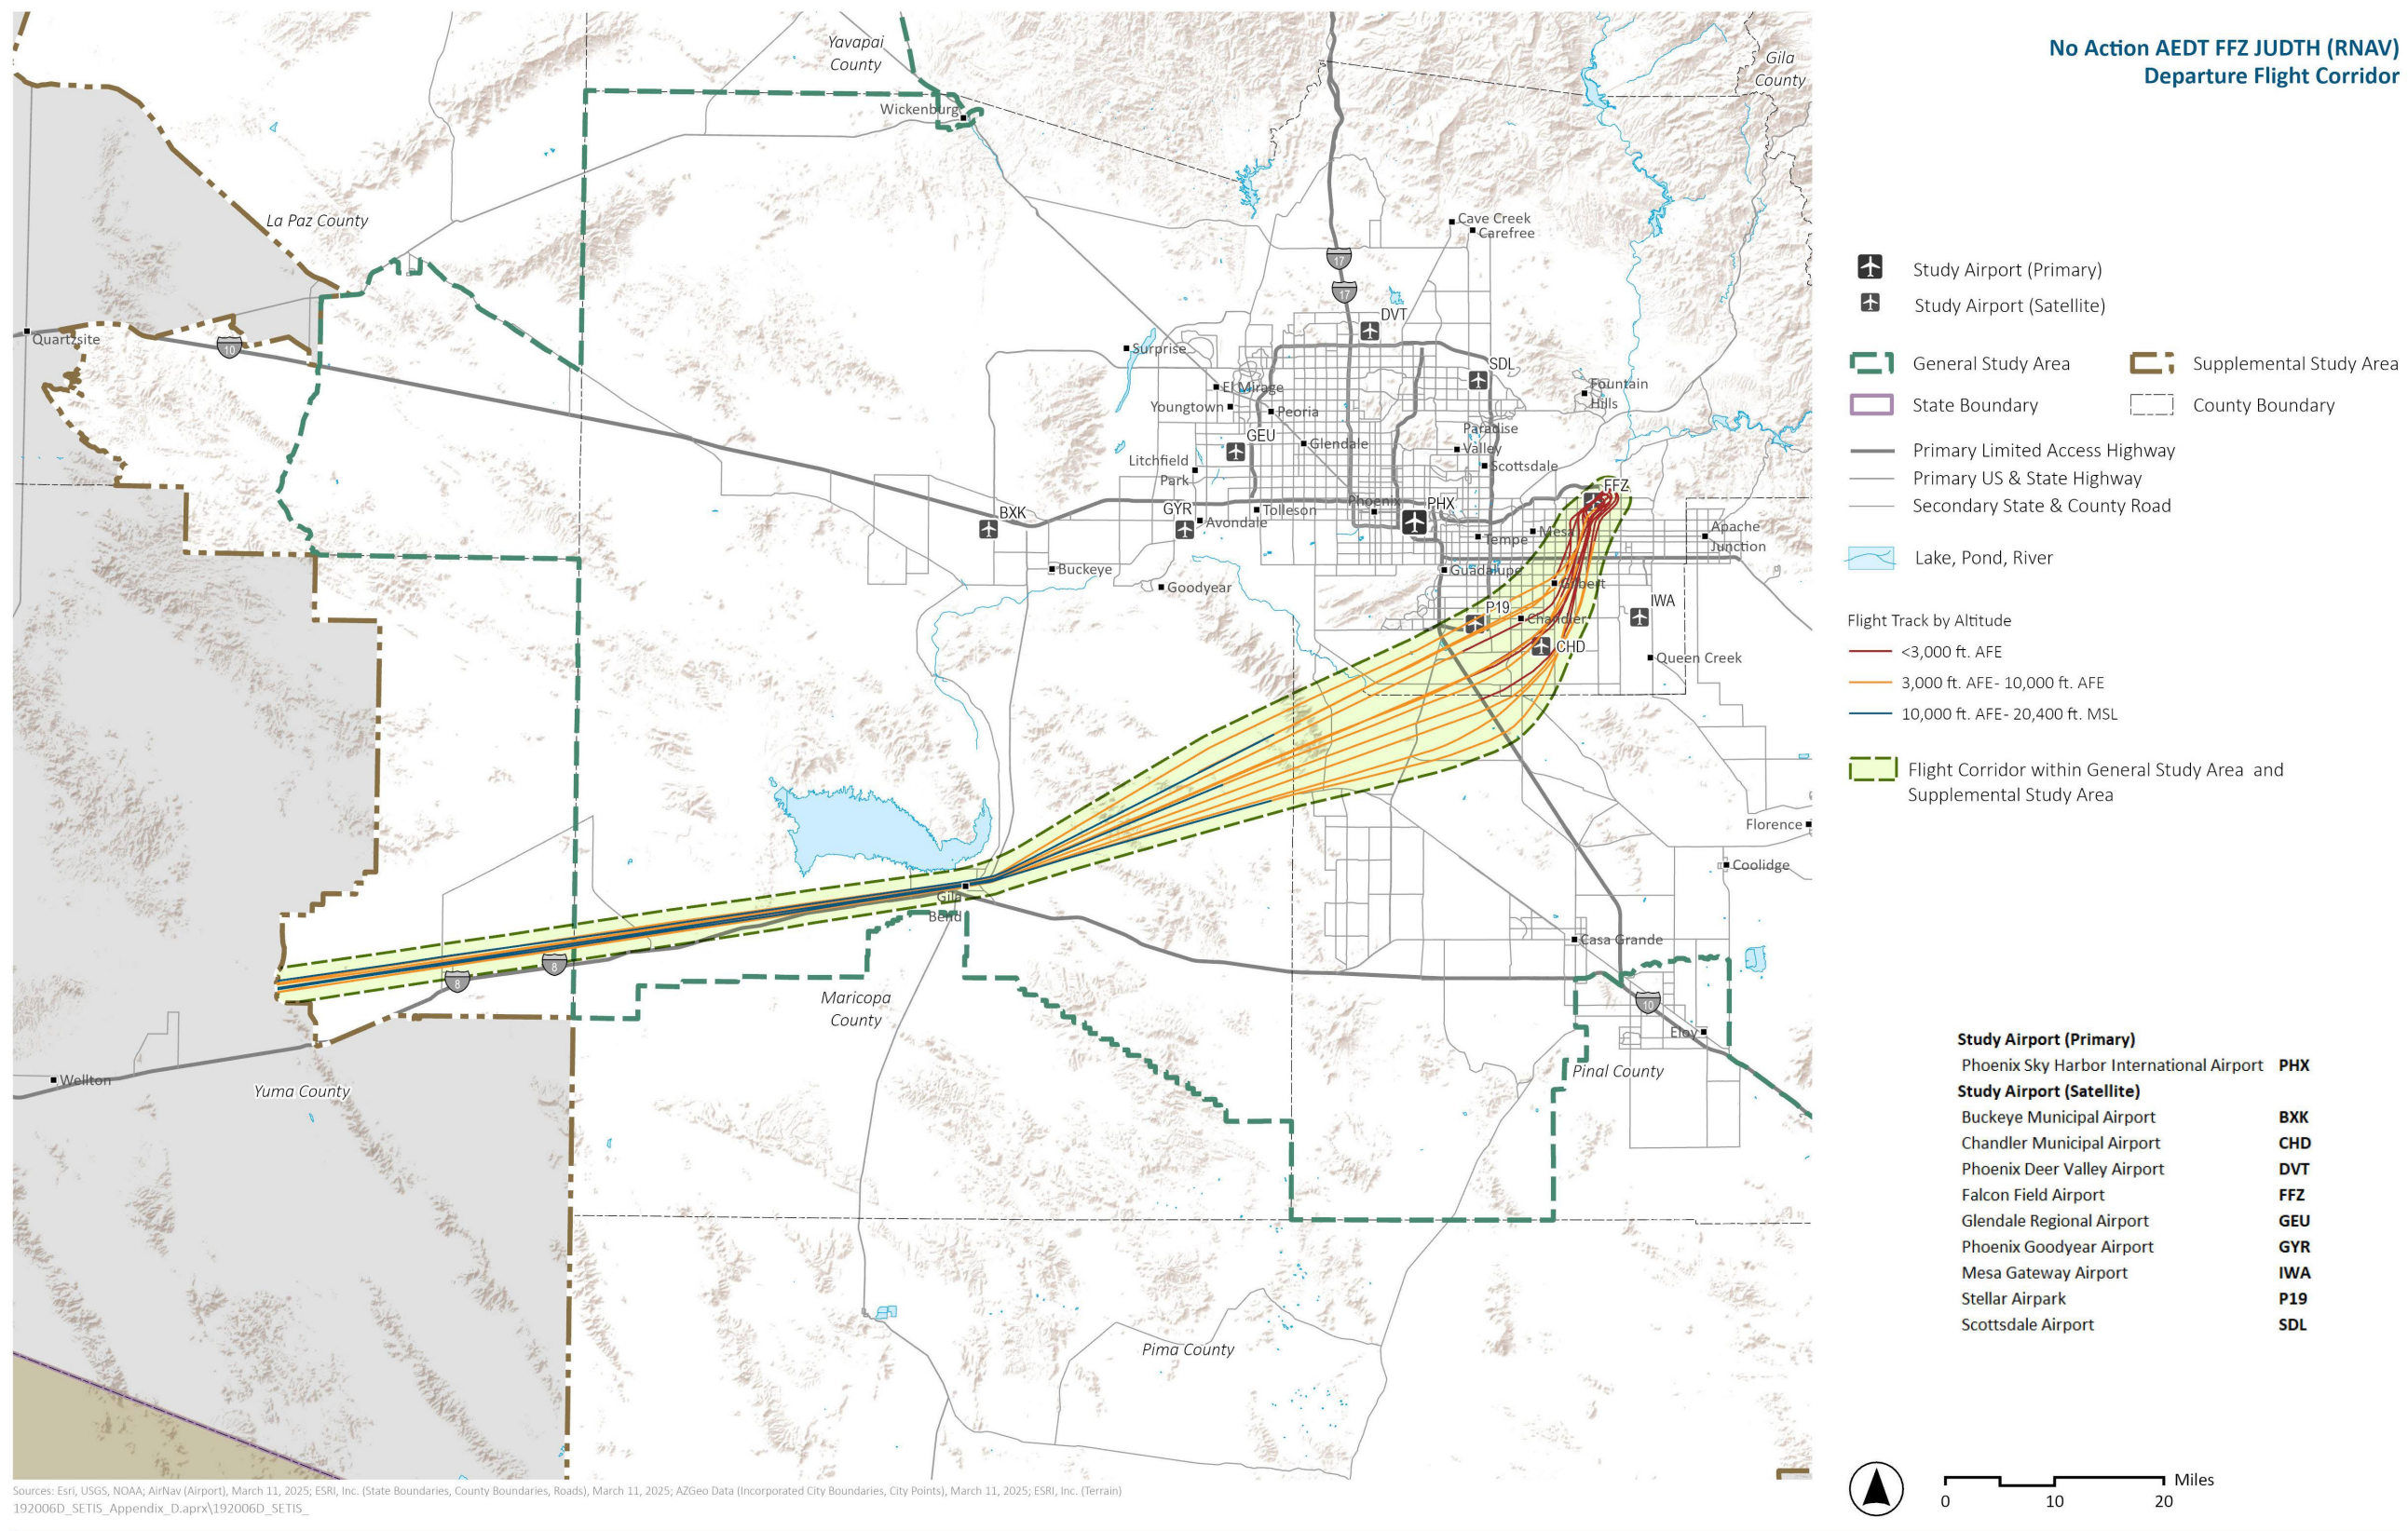 No Action AEDT FFZ JUDTH (RNAV)
Departure Flight Corridor
Yavapai
County
Gila
County
Wickenburg
La Paz County
Cave Creek
Carefree
17
17
DVT
Quartzsite
10
Surprise
SDL
El Mirage
Fountain
Hills
Youngtown
Peoria
Paradise
Valley
GEU
Glendale
Litchfield
Park
Scottsdale
FFZ
Phoenix
PHX
BXK
GYR
Tolleson
Avondale
Mesa
Tempe
Apache
Junction
Buckeye
Guadalupe
Goodyear
Gilbert
P19
IWA
Chandler
CHD
Queen Creek
Florence
Coolidge
Gila
Bend
Casa Grande
8
8
Maricopa
County
10
Eloy
Wellton
Yuma County
Pinal County
Pima County
Study Airport (Primary)
Study Airport (Satellite)
General Study Area
Supplemental Study Area
State Boundary
County Boundary
Primary Limited Access Highway
Primary US & State Highway
Secondary State & County Road
Lake, Pond, River
Flight Track by Altitude
<3,000 ft. AFE
3,000 ft. AFE- 10,000 ft. AFE
10,000 ft. AFE- 20,400 ft. MSL
Flight Corridor within General Study Area and
Supplemental Study Area
Study Airport (Primary)
Phoenix Sky Harbor International Airport PHX
Study Airport (Satellite)
Buckeye Municipal Airport BXK
Chandler Municipal Airport CHD
Phoenix Deer Valley Airport DVT
Falcon Field Airport FFZ
Glendale Regional Airport GEU
Phoenix Goodyear Airport GYR
Mesa Gateway Airport IWA
Stellar Airpark P19
Scottsdale Airport SDL
Miles
0 10 20
Sources: Esri, USGS, NOAA; AirNav (Airport), March 11, 2025; ESRI, Inc. (State Boundaries, County Boundaries, Roads), March 11, 2025; AZGeo Data (Incorporated City Boundaries, City Points), March 11, 2025; ESRI, Inc. (Terrain)
192006D_SETIS_Appendix_D.aprx\192006D_SETIS_